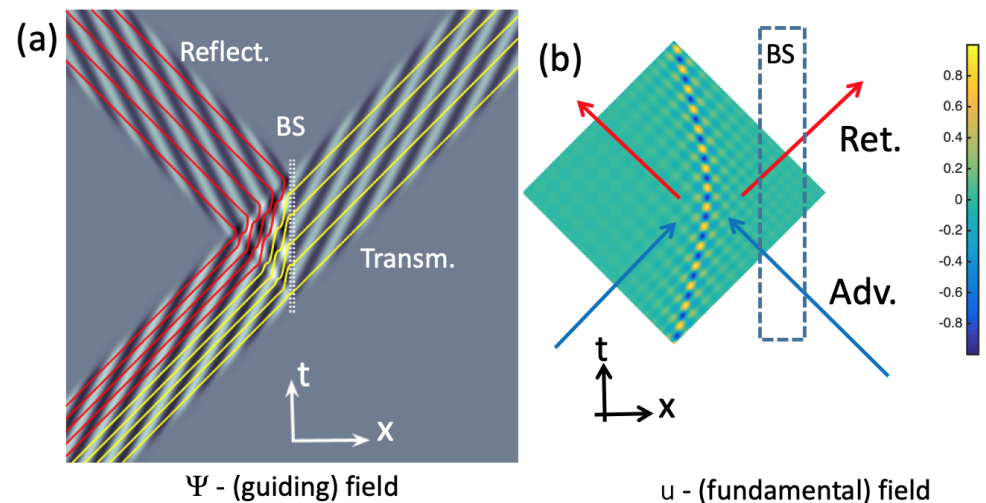 (a)
Reflect.
BS
Transm.
t
x
Ψ - (guiding) field
(b)
BS
Ret.
Adv.
t
x
0.8
0.6
0.4
0.2
0
-0.2
-0.4
-0.6
-0.8
u - (fundamental) field